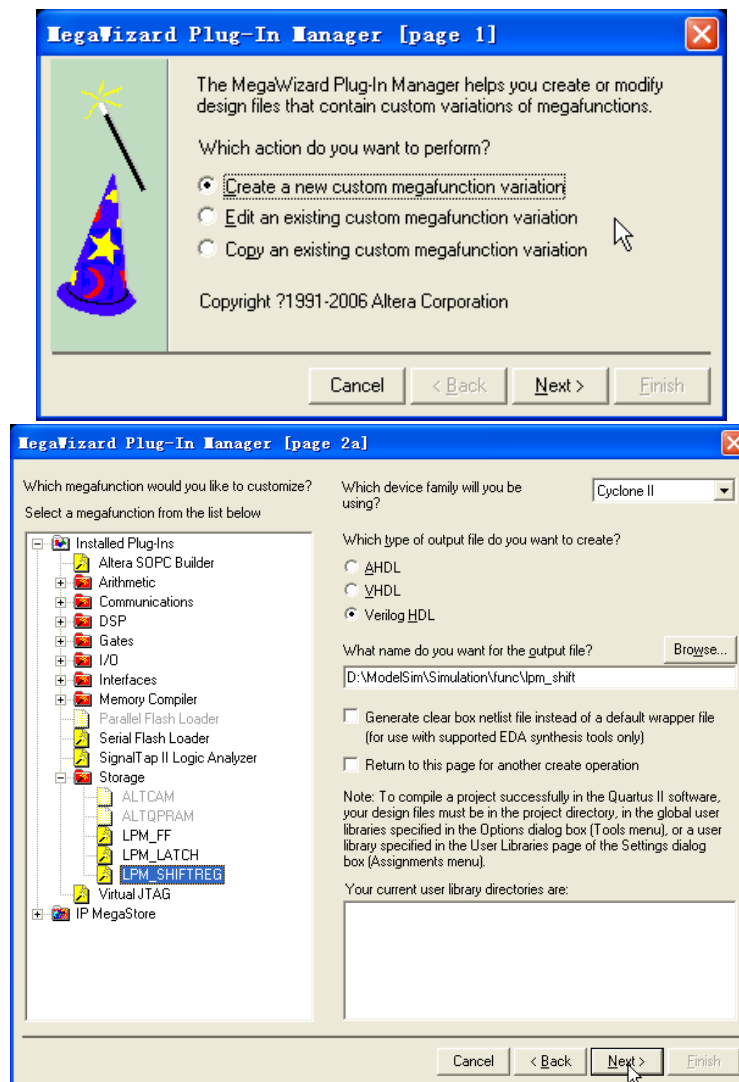 MegaWizard Plug-In Manager [page 1]
The MegaWizard Plug-In Manager helps you create or modify
design files that contain custom variations of megafunctions.
Which action do you want to perform?
Create a new custom megafunction variation
Edit an existing custom megafunction variation
Copy an existing custom megafunction variation
Copyright ?1991-2006 Altera Corporation
Cancel
< Back
Next >
Finish
MegaWizard Plug-In Manager [page 2a]
Which megafunction would you like to customize?
Select a megafunction from the list below
Installed Plug-Ins
Altera SOPC Builder
Arithmetic
Communications
DSP
Gates
I/O
Interfaces
Memory Compiler
Parallel Flash Loader
Serial Flash Loader
SignalTap II Logic Analyzer
Storage
ALTCAM
ALTQPRAM
LPM_FF
LPM_LATCH
LPM_SHIFTREG
Virtual JTAG
IP MegaStore
Which device family will you be
using?
Cyclone II
Which type of output file do you want to create?
AHDL
VHDL
Verilog HDL
What name do you want for the output file?
Browse...
D:\ModelSim\Simulation\func\lpm_shift
Generate clear box netlist file instead of a default wrapper file
(for use with supported EDA synthesis tools only)
Return to this page for another create operation
Note: To compile a project successfully in the Quartus II software,
your design files must be in the project directory, in the global user
libraries specified in the Options dialog box (Tools menu), or a user
library specified in the User Libraries page of the Settings dialog
box (Assignments menu).
Your current user library directories are:
Cancel
< Back
Next >
Finish